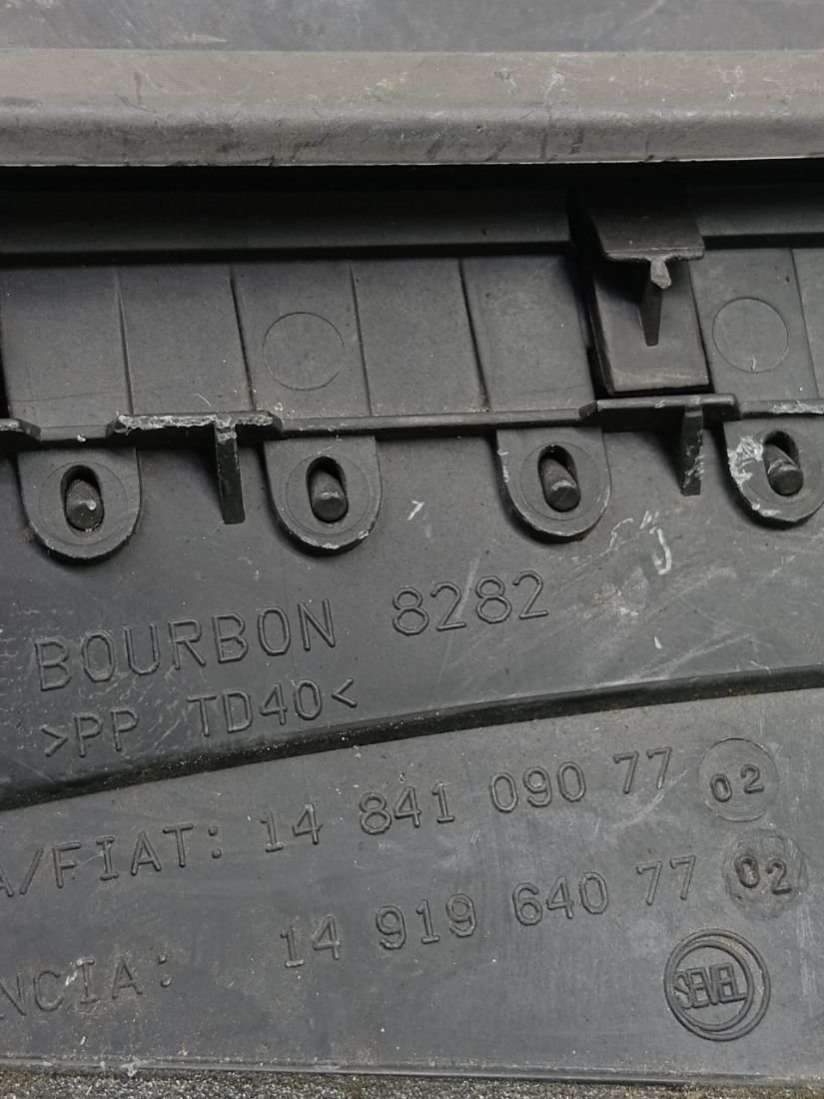 BOURBON 8282
>PP TD40<
A/FIAT: 14 841 090 77 02
NCIA: 14 919 640 77 02
SEVEL